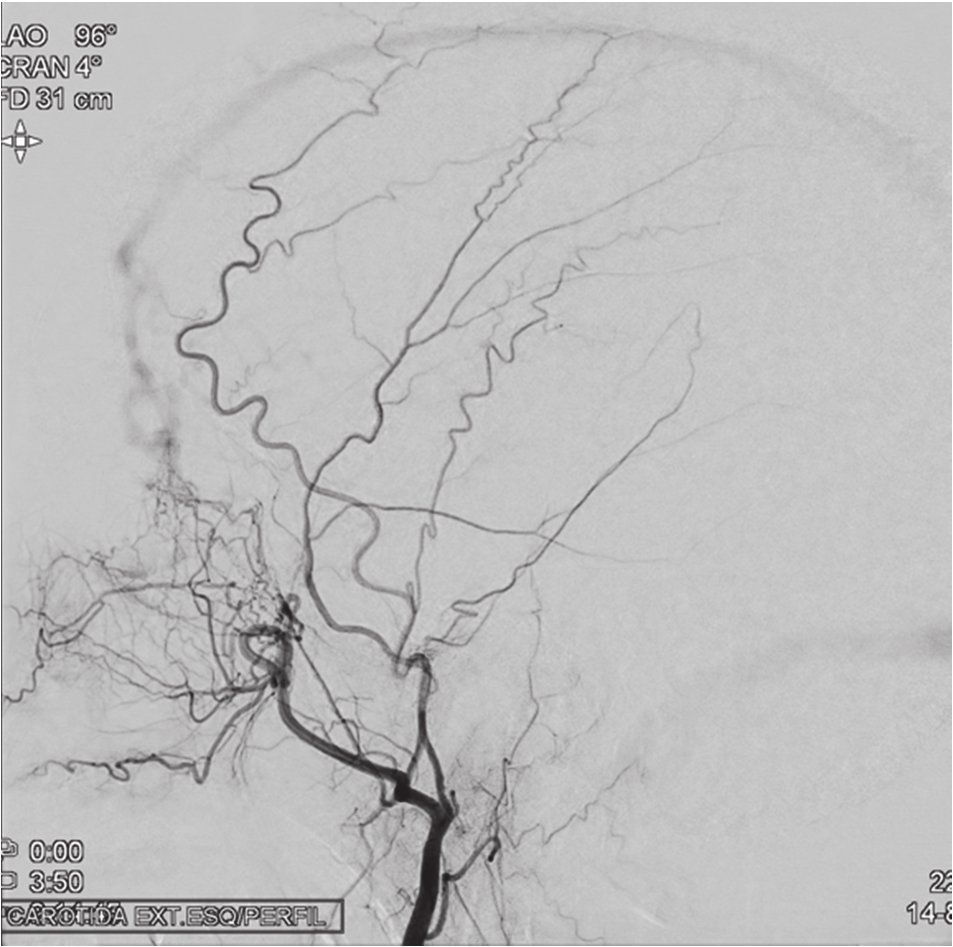 LAO 96°
CRAN 4°
FD 31 cm
0:00
3:50
CAROTIDA EXT.ESQ/PERFIL
22
14-8